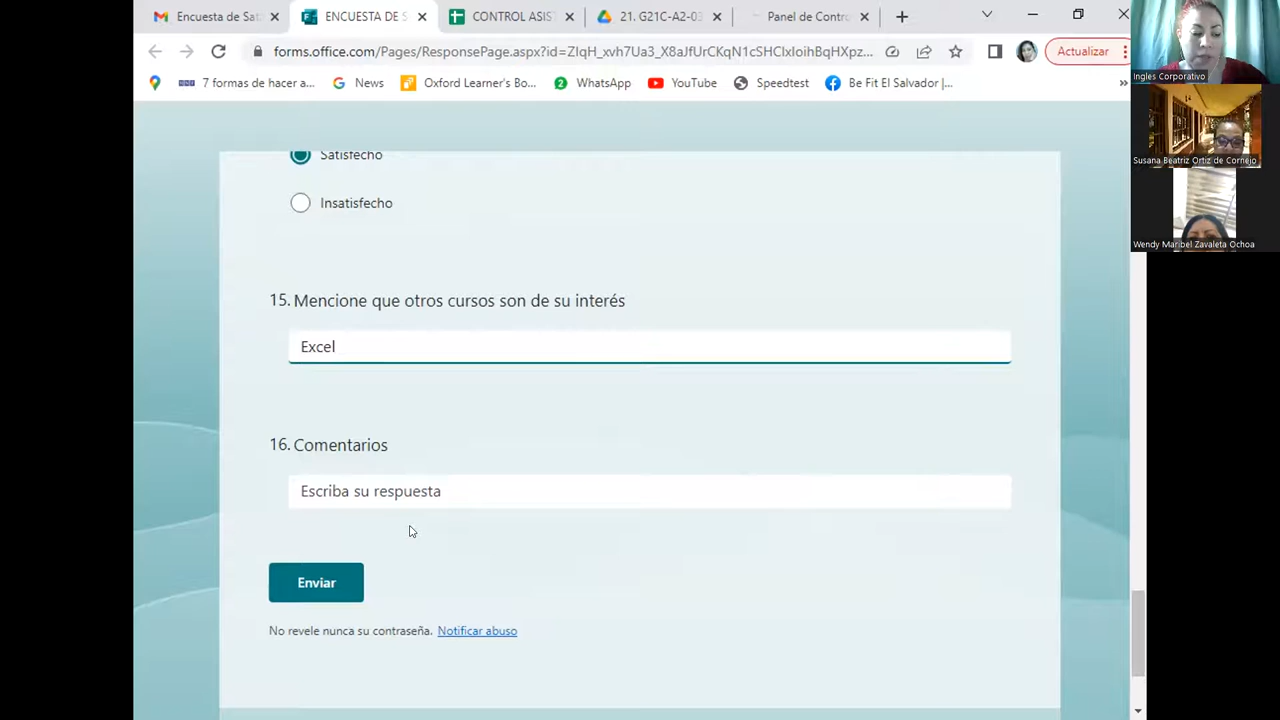 Encuesta de Sat
ENCUESTA DE S
CONTROL ASIS
21. G21C-A2-03
Panel de Contro
forms.office.com/Pages/ResponsePage.aspx?id=ZIqH_xvh7Ua3_X8aJfUrCKqN1cSHClxIoihBqHXpz...
Actualizar
7 formas de hacer a...
News
Oxford Learner's Bo...
WhatsApp
YouTube
Speedtest
Be Fit El Salvador |...
Ingles Corporativo
Susana Beatriz Ortiz de Cornejo
Wendy Maribel Zavaleta Ochoa
Satisfecho
Insatisfecho
15. Mencione que otros cursos son de su interés
Excel
16. Comentarios
Escriba su respuesta
Enviar
No revele nunca su contraseña. Notificar abuso